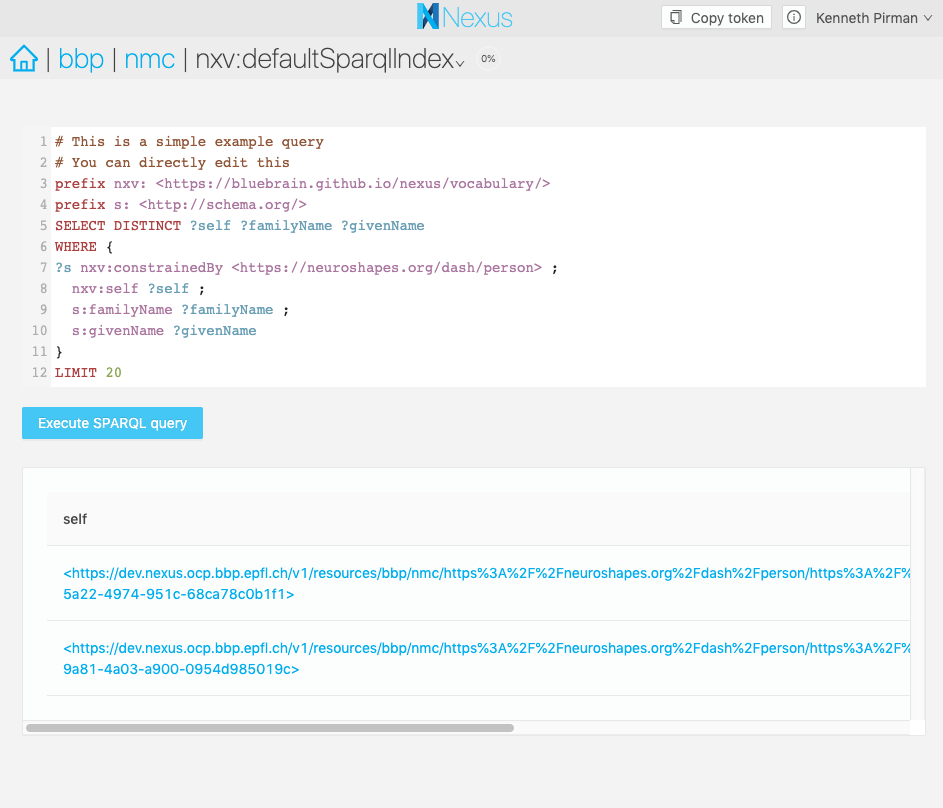 Nexus
Copy token
Kenneth Pirman
| bbp | nmc | nxv:defaultSparqlIndex 0%
1 # This is a simple example query
2 # You can directly edit this
3 prefix nxv: <https://bluebrain.github.io/nexus/vocabulary/>
4 prefix s: <http://schema.org/>
5 SELECT DISTINCT ?self ?familyName ?givenName
6 WHERE {
7 ?s nxv:constrainedBy <https://neuroshapes.org/dash/person> ;
8 nxv:self ?self ;
9 s:familyName ?familyName ;
10 s:givenName ?givenName
11 }
12 LIMIT 20
Execute SPARQL query
self
<https://dev.nexus.ocp.bbp.epfl.ch/v1/resources/bbp/nmc/https%3A%2F%2Fneuroshapes.org%2Fdash%2Fperson/https%3A%2F%
5a22-4974-951c-68ca78c0b1f1>
<https://dev.nexus.ocp.bbp.epfl.ch/v1/resources/bbp/nmc/https%3A%2F%2Fneuroshapes.org%2Fdash%2Fperson/https%3A%2F%
9a81-4a03-a900-0954d985019c>